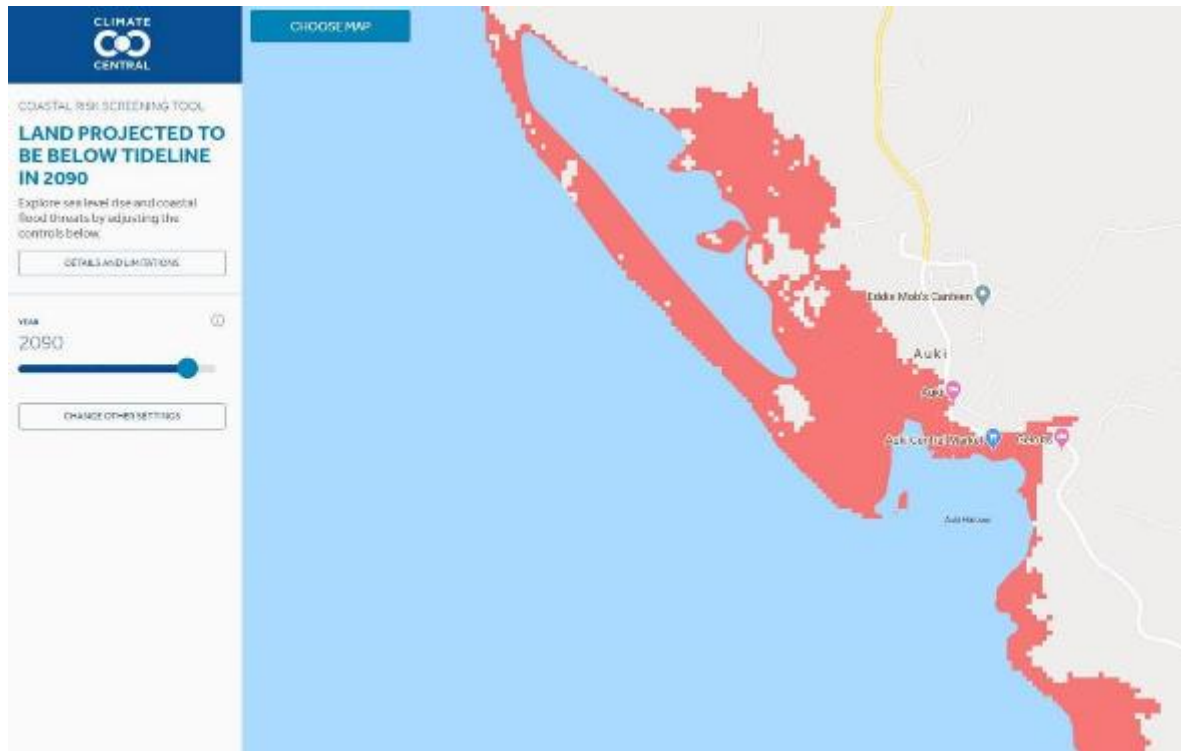 CLIMATE
CENTRAL
CHOOSE MAP
COASTAL RISK SCREENING TOOL
LAND PROJECTED TO
BE BELOW TIDELINE
IN 2090
Explore sea level rise and coastal
flood threats by adjusting the
controls below.
DETAILS AND LIMITATIONS
YEAR
2090
CHANGE OTHER SETTINGS
Eddie Mob's Canteen
Auki
Auki
Auki Central Market